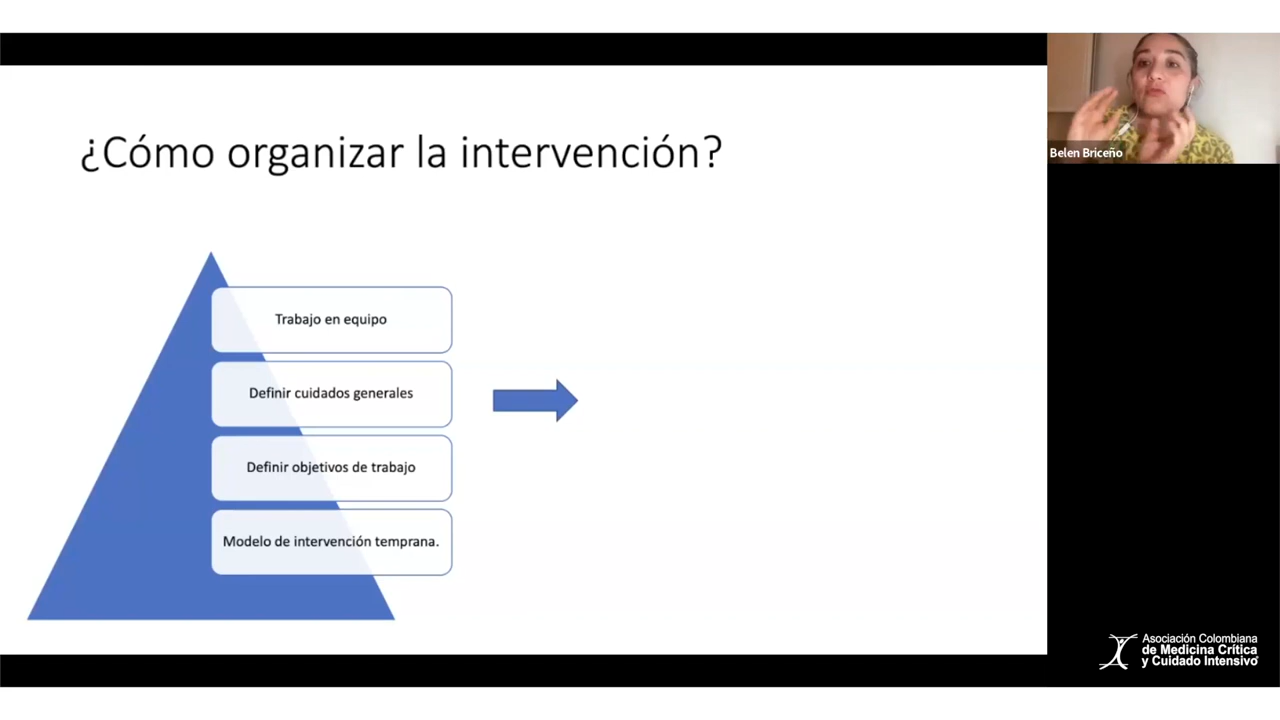 ¿Cómo organizar la intervención?
Trabajo en equipo
Definir cuidados generales
Definir objetivos de trabajo
Modelo de intervención temprana.
Belen Briceño
Asociación Colombiana
de Medicina Crítica
y Cuidado Intensivo